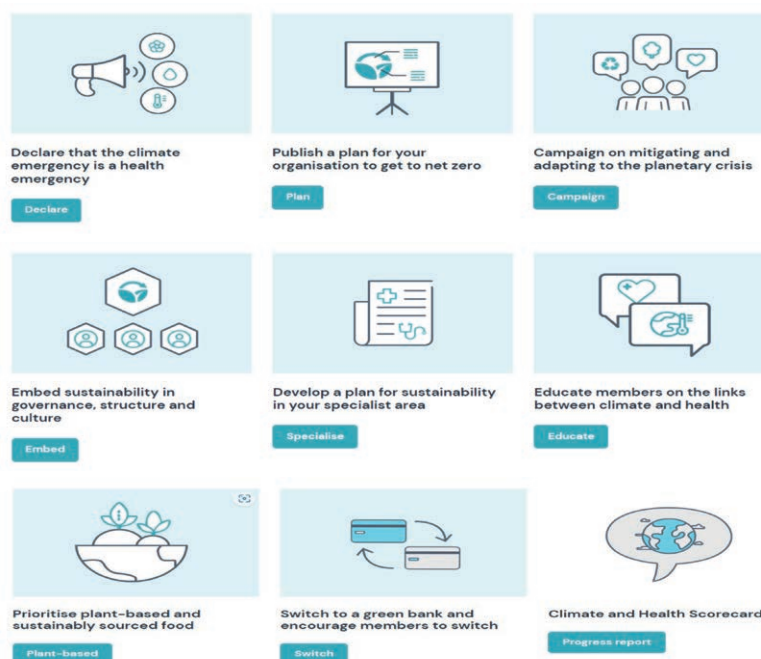 Declare that the climate
emergency is a health
emergency
Declare
Publish a plan for your
organisation to get to net zero
Plan
Campaign on mitigating and
adapting to the planetary crisis
Campaign
Embed sustainability in
governance, structure and
culture
Embed
Develop a plan for sustainability
in your specialist area
Specialise
Educate members on the links
between climate and health
Educate
Prioritise plant-based and
sustainably sourced food
Plant-based
Switch to a green bank and
encourage members to switch
Switch
Climate and Health Scorecard
Progress report